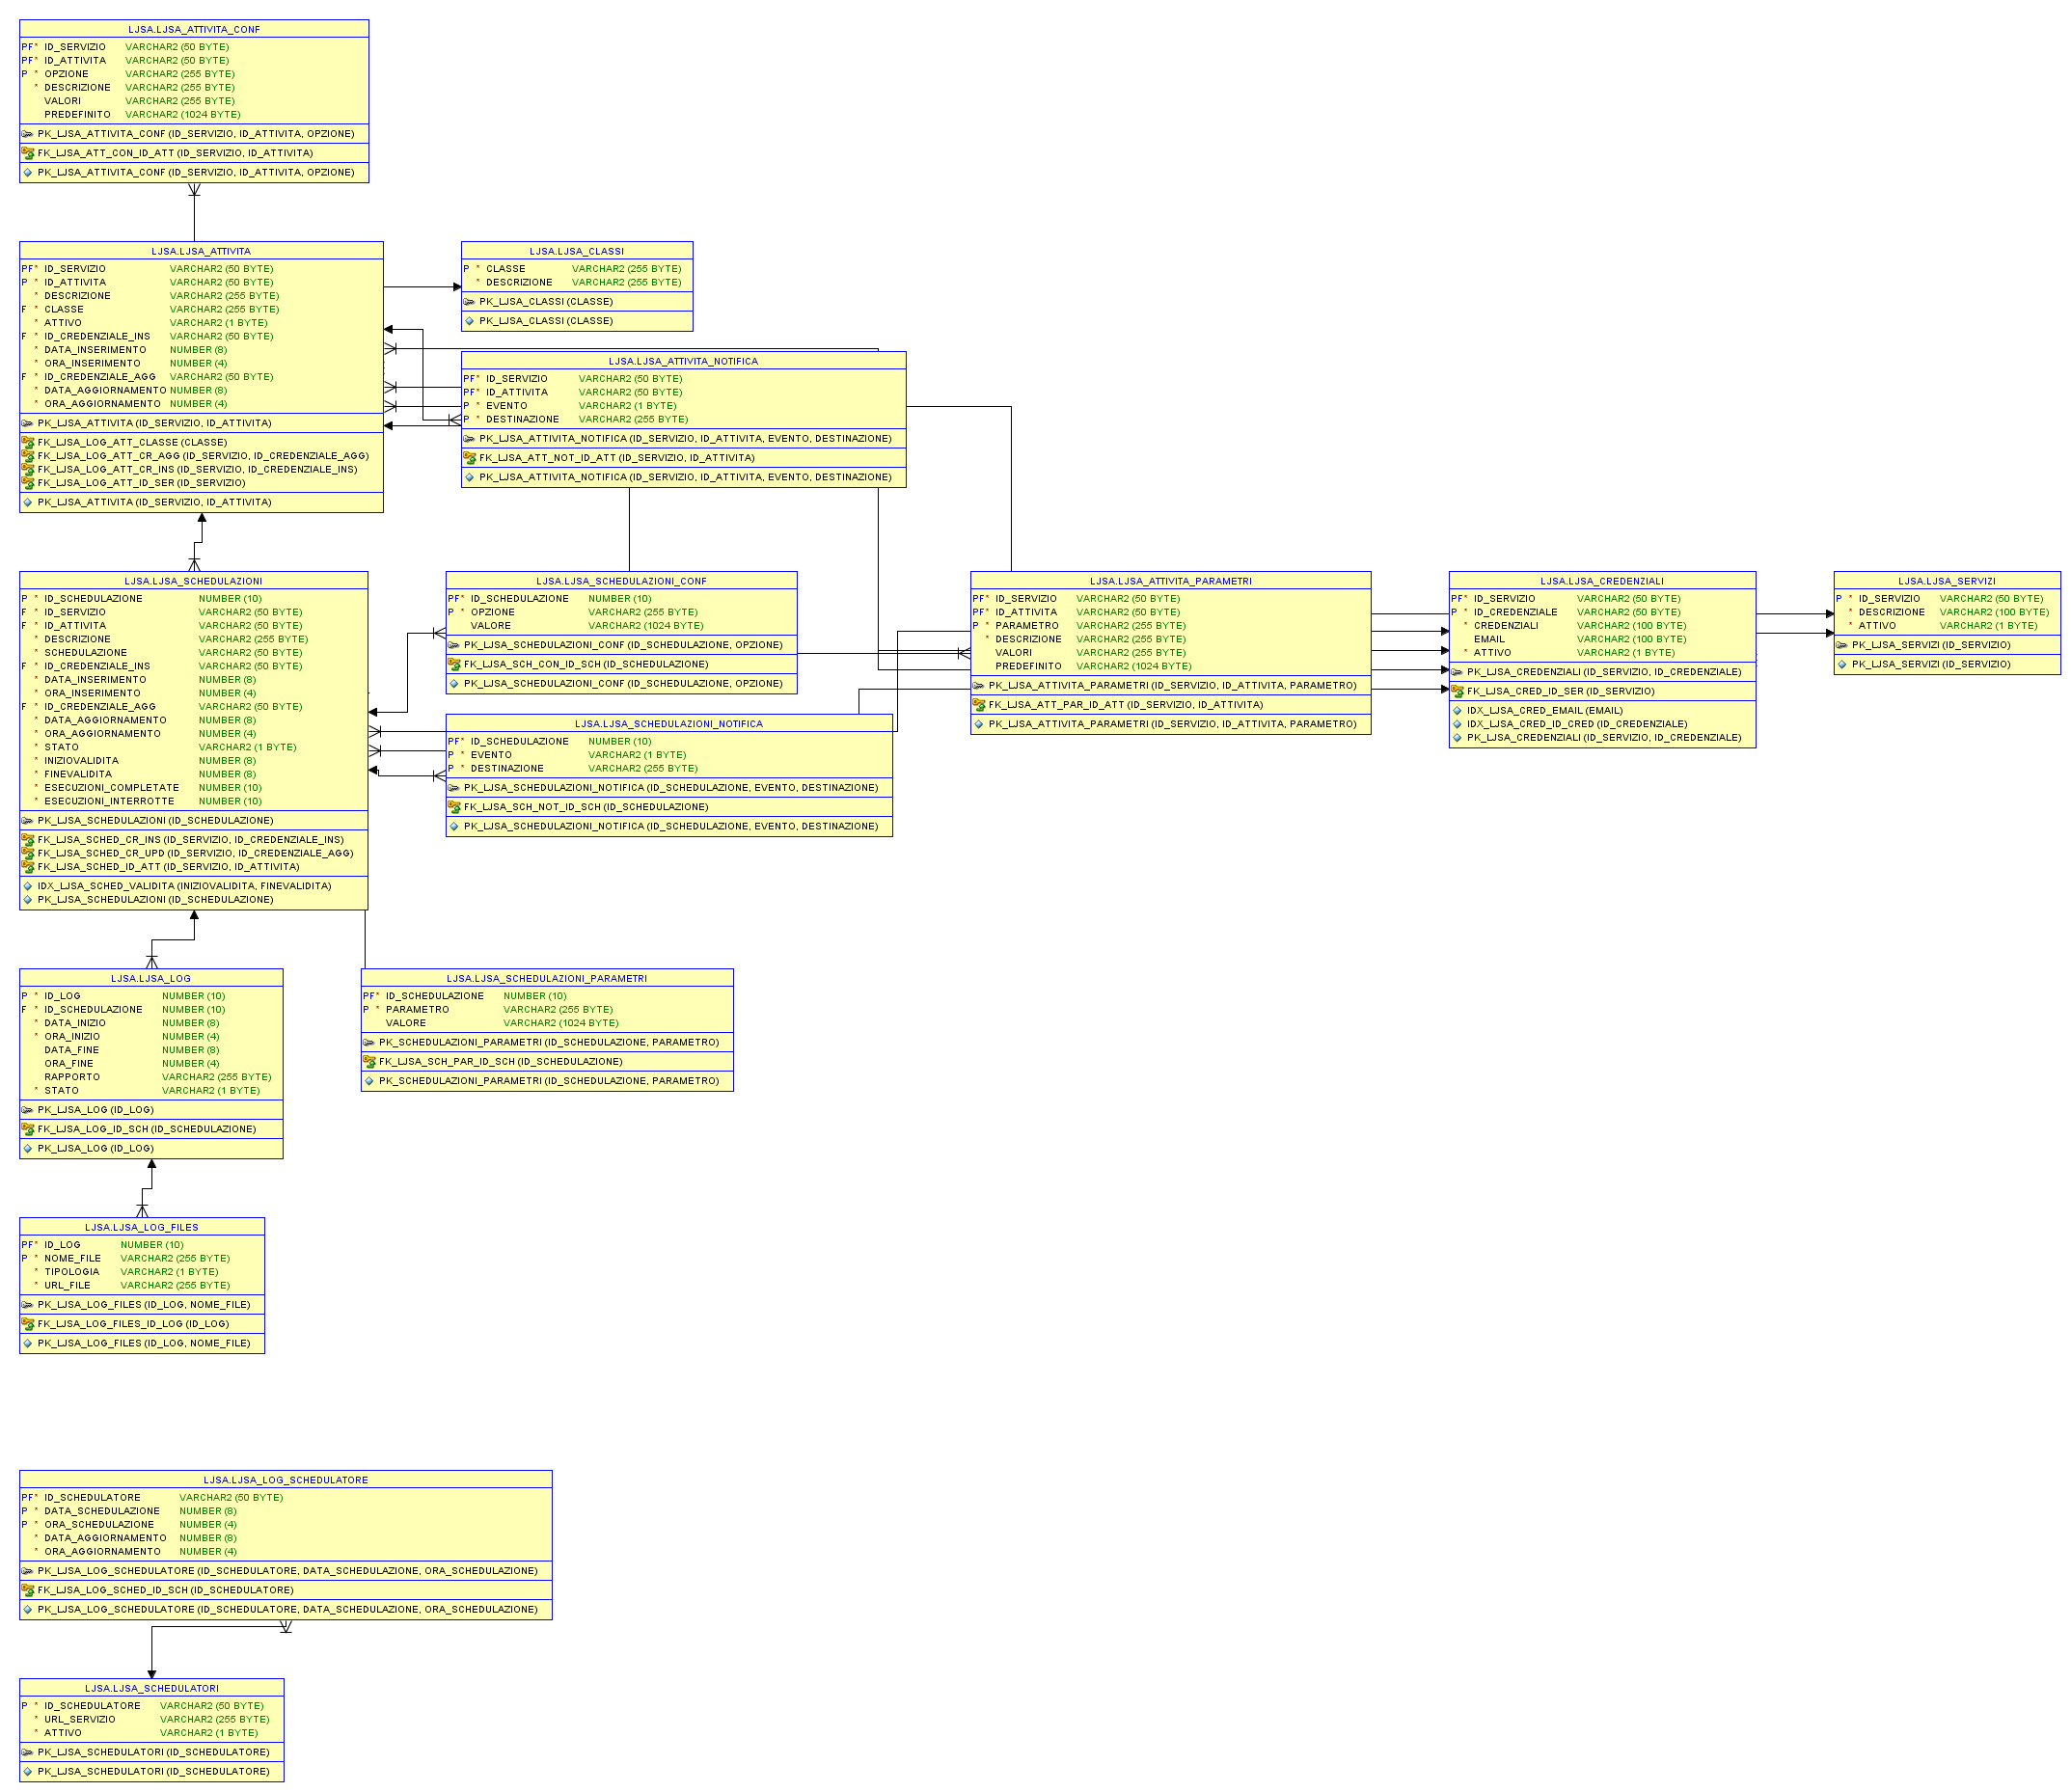 LJSA.LJSA_ATTIVITA_CONF
PF* ID_SERVIZIO VARCHAR2 (50 BYTE)
PF* ID_ATTIVITA VARCHAR2 (50 BYTE)
P * OPZIONE VARCHAR2 (255 BYTE)
* DESCRIZIONE VARCHAR2 (255 BYTE)
VALORI VARCHAR2 (255 BYTE)
PREDEFINITO VARCHAR2 (1024 BYTE)
PK_LJSA_ATTIVITA_CONF (ID_SERVIZIO, ID_ATTIVITA, OPZIONE)
FK_LJSA_ATT_CON_ID_ATT (ID_SERVIZIO, ID_ATTIVITA)
PK_LJSA_ATTIVITA_CONF (ID_SERVIZIO, ID_ATTIVITA, OPZIONE)
LJSA.LJSA_ATTIVITA
PF* ID_SERVIZIO VARCHAR2 (50 BYTE)
P * ID_ATTIVITA VARCHAR2 (50 BYTE)
* DESCRIZIONE VARCHAR2 (255 BYTE)
F * CLASSE VARCHAR2 (255 BYTE)
* ATTIVO VARCHAR2 (1 BYTE)
F * ID_CREDENZIALE_INS VARCHAR2 (50 BYTE)
* DATA_INSERIMENTO NUMBER (8)
* ORA_INSERIMENTO NUMBER (4)
F * ID_CREDENZIALE_AGG VARCHAR2 (50 BYTE)
* DATA_AGGIORNAMENTO NUMBER (8)
* ORA_AGGIORNAMENTO NUMBER (4)
PK_LJSA_ATTIVITA (ID_SERVIZIO, ID_ATTIVITA)
FK_LJSA_LOG_ATT_CLASSE (CLASSE)
FK_LJSA_LOG_ATT_CR_AGG (ID_SERVIZIO, ID_CREDENZIALE_AGG)
FK_LJSA_LOG_ATT_CR_INS (ID_SERVIZIO, ID_CREDENZIALE_INS)
FK_LJSA_LOG_ATT_ID_SER (ID_SERVIZIO)
PK_LJSA_ATTIVITA (ID_SERVIZIO, ID_ATTIVITA)
LJSA.LJSA_CLASSI
P * CLASSE VARCHAR2 (255 BYTE)
* DESCRIZIONE VARCHAR2 (255 BYTE)
PK_LJSA_CLASSI (CLASSE)
PK_LJSA_CLASSI (CLASSE)
LJSA.LJSA_ATTIVITA_NOTIFICA
PF* ID_SERVIZIO VARCHAR2 (50 BYTE)
PF* ID_ATTIVITA VARCHAR2 (50 BYTE)
P * EVENTO VARCHAR2 (1 BYTE)
P * DESTINAZIONE VARCHAR2 (255 BYTE)
PK_LJSA_ATTIVITA_NOTIFICA (ID_SERVIZIO, ID_ATTIVITA, EVENTO, DESTINAZIONE)
FK_LJSA_ATT_NOT_ID_ATT (ID_SERVIZIO, ID_ATTIVITA)
PK_LJSA_ATTIVITA_NOTIFICA (ID_SERVIZIO, ID_ATTIVITA, EVENTO, DESTINAZIONE)
LJSA.LJSA_SCHEDULAZIONI
P * ID_SCHEDULAZIONE NUMBER (10)
F * ID_SERVIZIO VARCHAR2 (50 BYTE)
F * ID_ATTIVITA VARCHAR2 (50 BYTE)
* DESCRIZIONE VARCHAR2 (255 BYTE)
* SCHEDULAZIONE VARCHAR2 (50 BYTE)
F * ID_CREDENZIALE_INS VARCHAR2 (50 BYTE)
* DATA_INSERIMENTO NUMBER (8)
* ORA_INSERIMENTO NUMBER (4)
F * ID_CREDENZIALE_AGG VARCHAR2 (50 BYTE)
* DATA_AGGIORNAMENTO NUMBER (8)
* ORA_AGGIORNAMENTO NUMBER (4)
* STATO VARCHAR2 (1 BYTE)
* INIZIOVALIDITA NUMBER (8)
* FINEVALIDITA NUMBER (8)
* ESECUZIONI_COMPLETATE NUMBER (10)
* ESECUZIONI_INTERROTTE NUMBER (10)
PK_LJSA_SCHEDULAZIONI (ID_SCHEDULAZIONE)
FK_LJSA_SCHED_CR_INS (ID_SERVIZIO, ID_CREDENZIALE_INS)
FK_LJSA_SCHED_CR_UPD (ID_SERVIZIO, ID_CREDENZIALE_AGG)
FK_LJSA_SCHED_ID_ATT (ID_SERVIZIO, ID_ATTIVITA)
IDX_LJSA_SCHED_VALIDITA (INIZIOVALIDITA, FINEVALIDITA)
PK_LJSA_SCHEDULAZIONI (ID_SCHEDULAZIONE)
LJSA.LJSA_SCHEDULAZIONI_CONF
PF* ID_SCHEDULAZIONE NUMBER (10)
P * OPZIONE VARCHAR2 (255 BYTE)
VALORE VARCHAR2 (1024 BYTE)
PK_LJSA_SCHEDULAZIONI_CONF (ID_SCHEDULAZIONE, OPZIONE)
FK_LJSA_SCH_CON_ID_SCH (ID_SCHEDULAZIONE)
PK_LJSA_SCHEDULAZIONI_CONF (ID_SCHEDULAZIONE, OPZIONE)
LJSA.LJSA_SCHEDULAZIONI_NOTIFICA
PF* ID_SCHEDULAZIONE NUMBER (10)
P * EVENTO VARCHAR2 (1 BYTE)
P * DESTINAZIONE VARCHAR2 (255 BYTE)
PK_LJSA_SCHEDULAZIONI_NOTIFICA (ID_SCHEDULAZIONE, EVENTO, DESTINAZIONE)
FK_LJSA_SCH_NOT_ID_SCH (ID_SCHEDULAZIONE)
PK_LJSA_SCHEDULAZIONI_NOTIFICA (ID_SCHEDULAZIONE, EVENTO, DESTINAZIONE)
LJSA.LJSA_ATTIVITA_PARAMETRI
PF* ID_SERVIZIO VARCHAR2 (50 BYTE)
PF* ID_ATTIVITA VARCHAR2 (50 BYTE)
P * PARAMETRO VARCHAR2 (255 BYTE)
* DESCRIZIONE VARCHAR2 (255 BYTE)
VALORI VARCHAR2 (255 BYTE)
PREDEFINITO VARCHAR2 (1024 BYTE)
PK_LJSA_ATTIVITA_PARAMETRI (ID_SERVIZIO, ID_ATTIVITA, PARAMETRO)
FK_LJSA_ATT_PAR_ID_ATT (ID_SERVIZIO, ID_ATTIVITA)
PK_LJSA_ATTIVITA_PARAMETRI (ID_SERVIZIO, ID_ATTIVITA, PARAMETRO)
LJSA.LJSA_CREDENZIALI
PF* ID_SERVIZIO VARCHAR2 (50 BYTE)
P * ID_CREDENZIALE VARCHAR2 (50 BYTE)
* CREDENZIALI VARCHAR2 (100 BYTE)
EMAIL VARCHAR2 (100 BYTE)
* ATTIVO VARCHAR2 (1 BYTE)
PK_LJSA_CREDENZIALI (ID_SERVIZIO, ID_CREDENZIALE)
FK_LJSA_CRED_ID_SER (ID_SERVIZIO)
IDX_LJSA_CRED_EMAIL (EMAIL)
IDX_LJSA_CRED_ID_CRED (ID_CREDENZIALE)
PK_LJSA_CREDENZIALI (ID_SERVIZIO, ID_CREDENZIALE)
LJSA.LJSA_SERVIZI
P * ID_SERVIZIO VARCHAR2 (50 BYTE)
* DESCRIZIONE VARCHAR2 (100 BYTE)
* ATTIVO VARCHAR2 (1 BYTE)
PK_LJSA_SERVIZI (ID_SERVIZIO)
PK_LJSA_SERVIZI (ID_SERVIZIO)
LJSA.LJSA_LOG
P * ID_LOG NUMBER (10)
F * ID_SCHEDULAZIONE NUMBER (10)
* DATA_INIZIO NUMBER (8)
* ORA_INIZIO NUMBER (4)
DATA_FINE NUMBER (8)
ORA_FINE NUMBER (4)
RAPPORTO VARCHAR2 (255 BYTE)
* STATO VARCHAR2 (1 BYTE)
PK_LJSA_LOG (ID_LOG)
FK_LJSA_LOG_ID_SCH (ID_SCHEDULAZIONE)
PK_LJSA_LOG (ID_LOG)
LJSA.LJSA_SCHEDULAZIONI_PARAMETRI
PF* ID_SCHEDULAZIONE NUMBER (10)
P * PARAMETRO VARCHAR2 (255 BYTE)
VALORE VARCHAR2 (1024 BYTE)
PK_SCHEDULAZIONI_PARAMETRI (ID_SCHEDULAZIONE, PARAMETRO)
FK_LJSA_SCH_PAR_ID_SCH (ID_SCHEDULAZIONE)
PK_SCHEDULAZIONI_PARAMETRI (ID_SCHEDULAZIONE, PARAMETRO)
LJSA.LJSA_LOG_FILES
PF* ID_LOG NUMBER (10)
P * NOME_FILE VARCHAR2 (255 BYTE)
* TIPOLOGIA VARCHAR2 (1 BYTE)
* URL_FILE VARCHAR2 (255 BYTE)
PK_LJSA_LOG_FILES (ID_LOG, NOME_FILE)
FK_LJSA_LOG_FILES_ID_LOG (ID_LOG)
PK_LJSA_LOG_FILES (ID_LOG, NOME_FILE)
LJSA.LJSA_LOG_SCHEDULATORE
PF* ID_SCHEDULATORE VARCHAR2 (50 BYTE)
P * DATA_SCHEDULAZIONE NUMBER (8)
P * ORA_SCHEDULAZIONE NUMBER (4)
* DATA_AGGIORNAMENTO NUMBER (8)
* ORA_AGGIORNAMENTO NUMBER (4)
PK_LJSA_LOG_SCHEDULATORE (ID_SCHEDULATORE, DATA_SCHEDULAZIONE, ORA_SCHEDULAZIONE)
FK_LJSA_LOG_SCHED_ID_SCH (ID_SCHEDULATORE)
PK_LJSA_LOG_SCHEDULATORE (ID_SCHEDULATORE, DATA_SCHEDULAZIONE, ORA_SCHEDULAZIONE)
LJSA.LJSA_SCHEDULATORI
P * ID_SCHEDULATORE VARCHAR2 (50 BYTE)
* URL_SERVIZIO VARCHAR2 (255 BYTE)
* ATTIVO VARCHAR2 (1 BYTE)
PK_LJSA_SCHEDULATORI (ID_SCHEDULATORE)
PK_LJSA_SCHEDULATORI (ID_SCHEDULATORE)